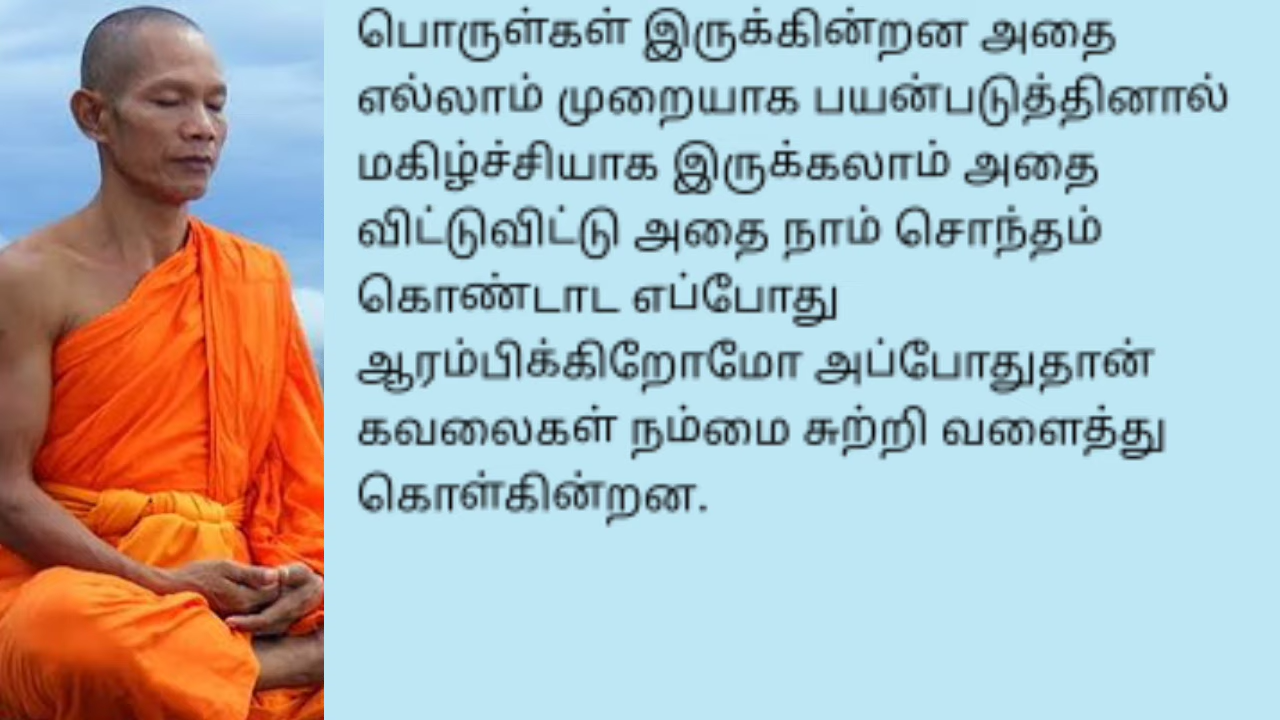 பொருள்கள் இருக்கின்றன அதை
எல்லாம் முறையாக பயன்படுத்தினால்
மகிழ்ச்சியாக இருக்கலாம் அதை
விட்டுவிட்டு அதை நாம் சொந்தம்
கொண்டாட எப்போது
ஆரம்பிக்கிறோமோ அப்போதுதான்
கவலைகள் நம்மை சுற்றி வளைத்து
கொள்கின்றன.